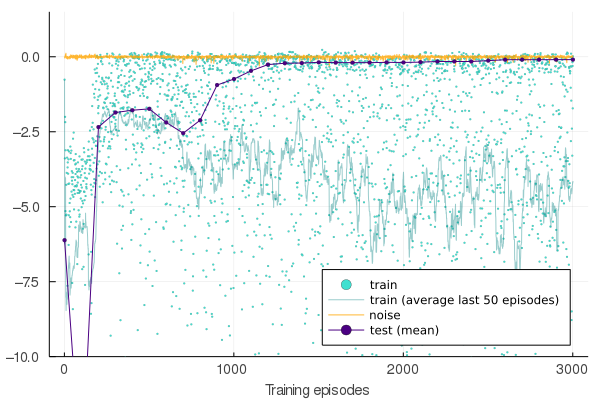 0.0
−2.5
−5.0
−7.5
−10.0
0
1000
2000
3000
Training episodes
train
train (average last 50 episodes)
noise
test (mean)